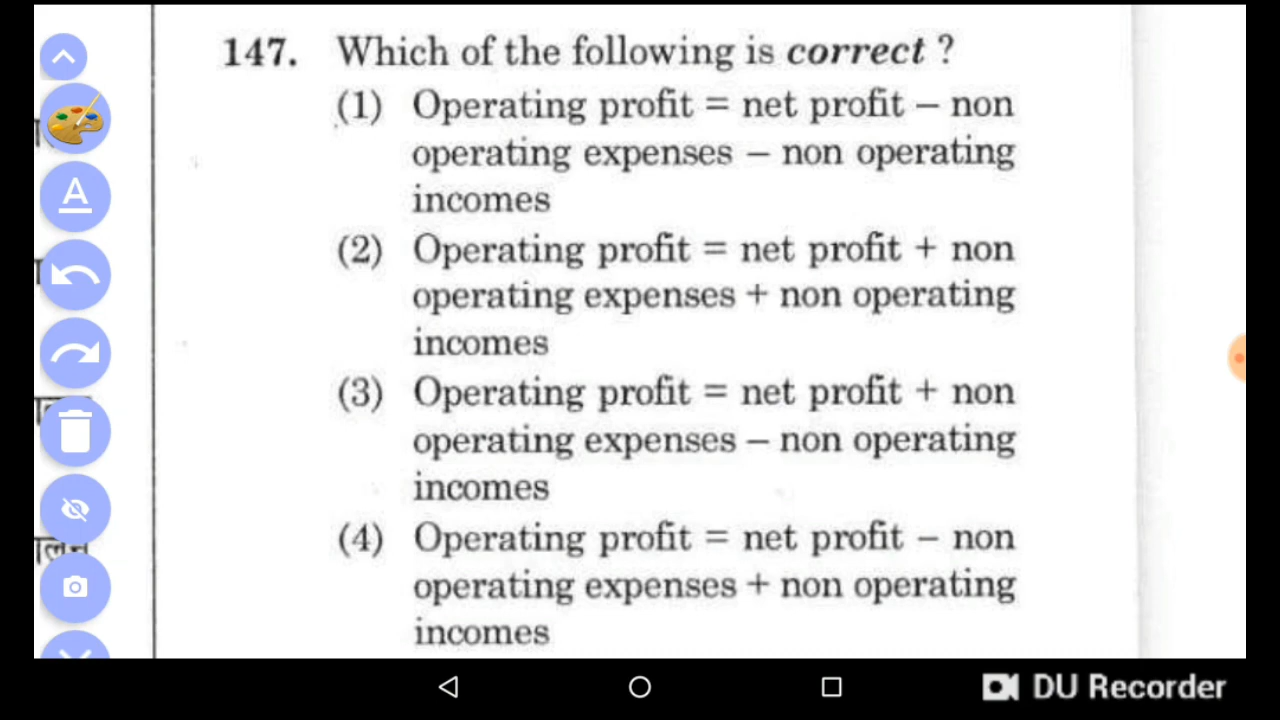 147. Which of the following is correct ?
(1) Operating profit = net profit – non
operating expenses – non operating
incomes
(2) Operating profit = net profit + non
operating expenses + non operating
incomes
(3) Operating profit = net profit + non
operating expenses – non operating
incomes
(4) Operating profit = net profit – non
operating expenses + non operating
incomes
A
DU Recorder